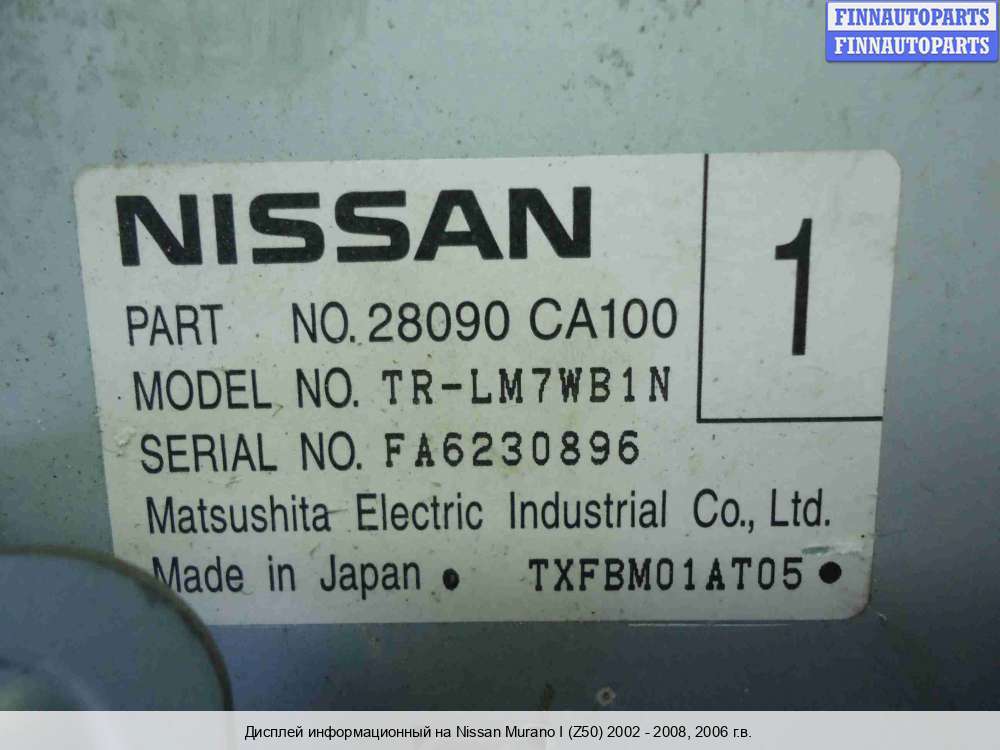 FINNAUTOPARTS
FINNAUTOPARTS
NISSAN
1
PART NO. 28090 CA100
MODEL NO. TR-LM7WB1N
SERIAL NO. FA6230896
Matsushita Electric Industrial Co., Ltd.
Made in Japan TXFBM01AT05
Дисплей информационный на Nissan Murano I (Z50) 2002 - 2008, 2006 г.в.